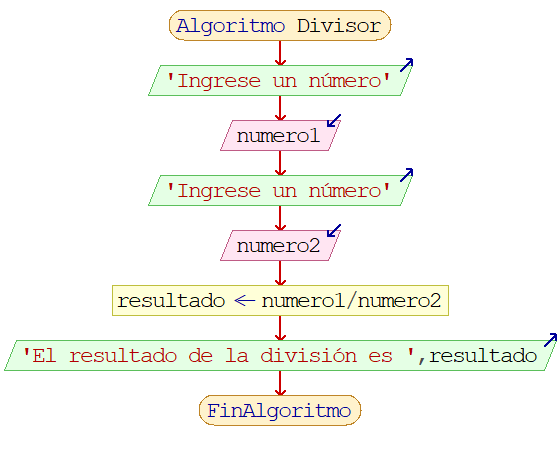 Algoritmo Divisor
'Ingrese un número'
numero1
'Ingrese un número'
numero2
resultado ← numero1/numero2
'El resultado de la división es ',resultado
FinAlgoritmo